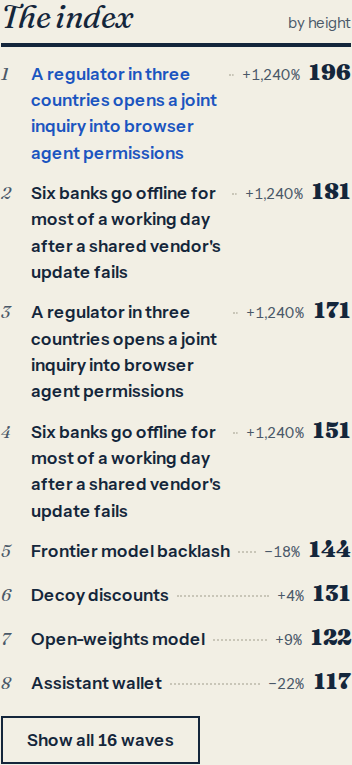 The index by height
1 A regulator in three +1,240% 196
countries opens a joint
inquiry into browser
agent permissions
2 Six banks go offline for +1,240% 181
most of a working day
after a shared vendor's
update fails
3 A regulator in three +1,240% 171
countries opens a joint
inquiry into browser
agent permissions
4 Six banks go offline for +1,240% 151
most of a working day
after a shared vendor's
update fails
5 Frontier model backlash −18% 144
6 Decoy discounts +4% 131
7 Open-weights model +9% 122
8 Assistant wallet −22% 117
Show all 16 waves